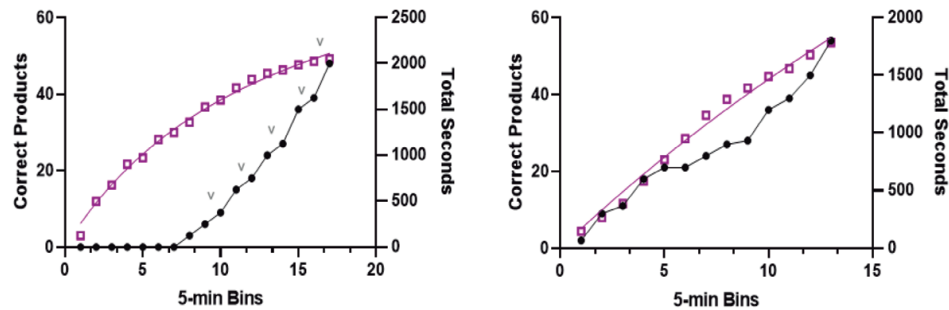 60
40
20
0
Correct Products
v
v
v
v
v
2500
2000
1500
1000
500
0
Total Seconds
0 5 10 15 20
5-min Bins
60
40
20
0
Correct Products
2000
1500
1000
500
0
Total Seconds
0 5 10 15
5-min Bins